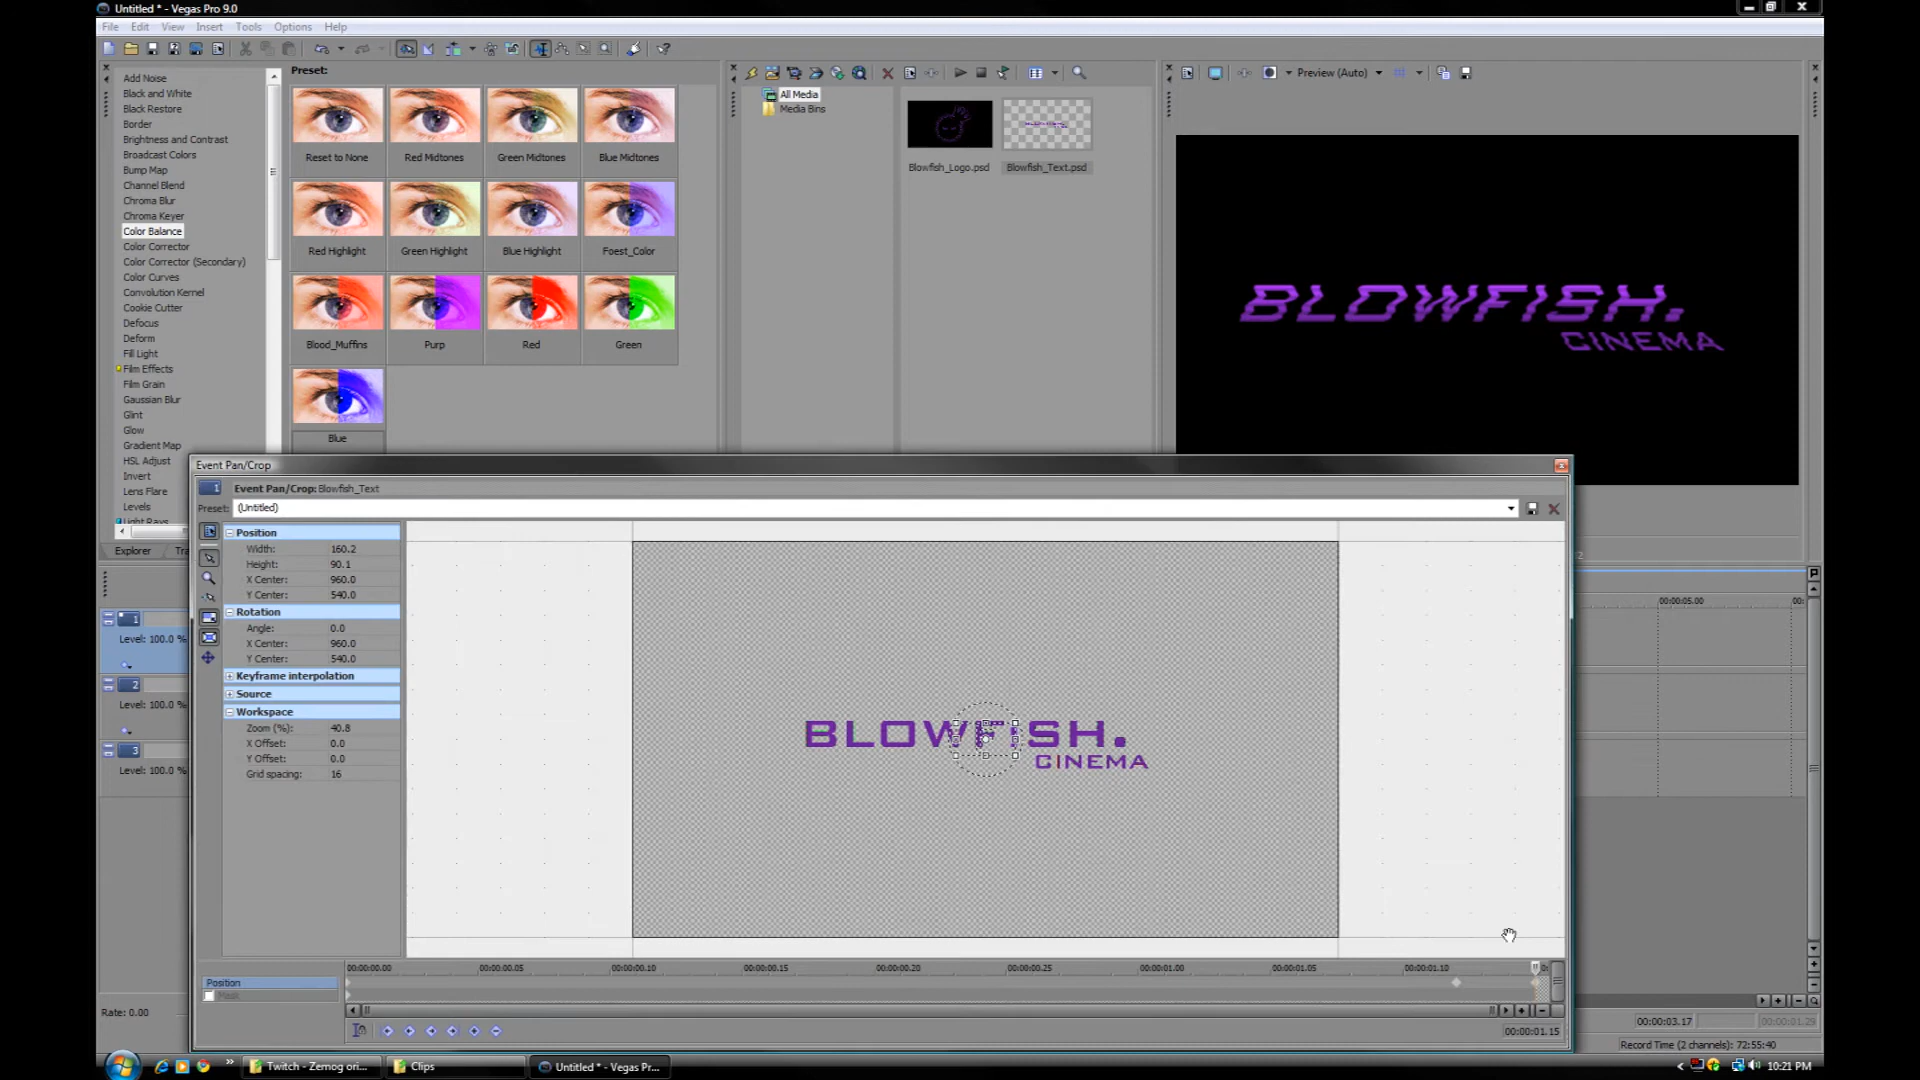 Untitled * - Vegas Pro 9.0
File Edit View Insert Tools Options Help
Add Noise
Black and White
Black Restore
Border
Brightness and Contrast
Broadcast Colors
Bump Map
Channel Blend
Chroma Blur
Chroma Keyer
Color Balance
Color Corrector
Color Corrector (Secondary)
Color Curves
Convolution Kernel
Cookie Cutter
Defocus
Deform
Fill Light
Film Effects
Film Grain
Gaussian Blur
Glint
Glow
Gradient Map
HSL Adjust
Invert
Lens Flare
Levels
Light Rays
Explorer Tra
Preset:
Reset to None Red Midtones Green Midtones Blue Midtones
Red Highlight Green Highlight Blue Highlight Foest_Color
Blood_Muffins Purp Red Green
Blue
All Media
Media Bins
Blowfish_Logo.psd Blowfish_Text.psd
Preview (Auto)
BLOWFISH.
CINEMA
Event Pan/Crop
Event Pan/Crop: Blowfish_Text
Preset: (Untitled)
Position
Width: 160.2
Height: 90.1
X Center: 960.0
Y Center: 540.0
Rotation
Angle: 0.0
X Center: 960.0
Y Center: 540.0
Keyframe interpolation
Source
Workspace
Zoom (%): 40.8
X Offset: 0.0
Y Offset: 0.0
Grid spacing: 16
BLOWFISH.
CINEMA
00:00:00.00 00:00:00.05 00:00:00.10 00:00:00.15 00:00:00.20 00:00:00.25 00:00:01.00 00:00:01.05 00:00:01.10
Position
Mask
00:00:01.15
1
Level: 100.0 %
2
Level: 100.0 %
3
Level: 100.0 %
Rate: 0.00
00:00:05.00 00:
00:00:03.17 00:00:01.29
Record Time (2 channels): 72:55:40
Twitch - Zemog ori... Clips Untitled * - Vegas Pr... 10:21 PM